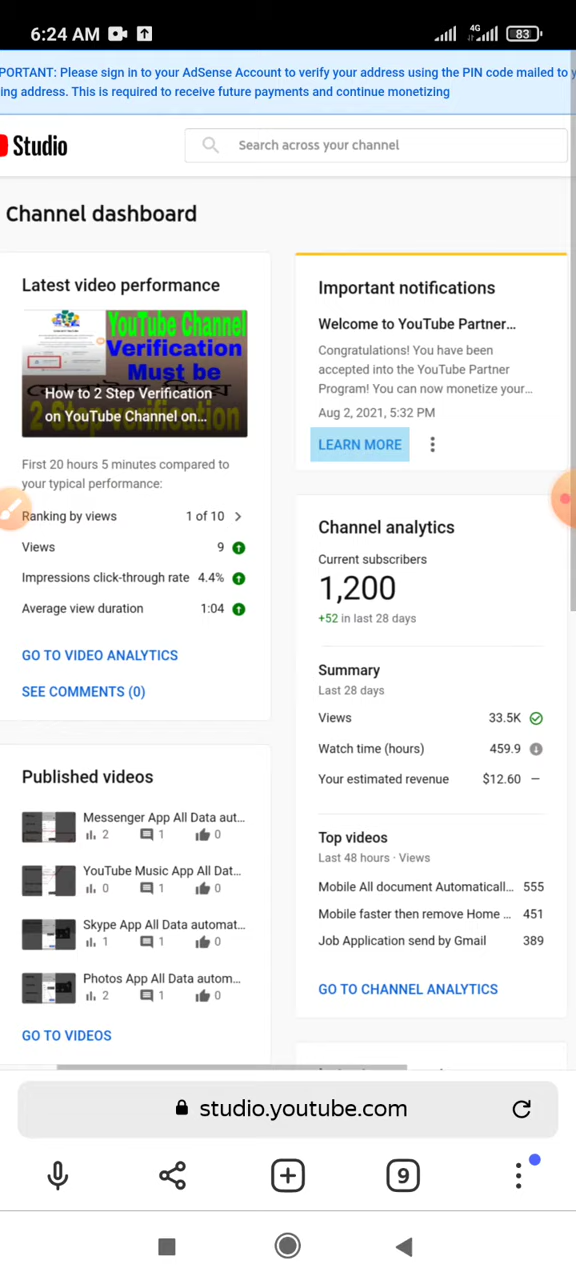 6:24 AM
4G
83
PORTANT: Please sign in to your AdSense Account to verify your address using the PIN code mailed to y
ing address. This is required to receive future payments and continue monetizing
Studio
Search across your channel
Channel dashboard
Latest video performance
YouTube Channel
Verification
Must be
How to 2 Step Verification
on YouTube Channel on...
First 20 hours 5 minutes compared to
your typical performance:
Ranking by views 1 of 10
Views 9
Impressions click-through rate 4.4%
Average view duration 1:04
GO TO VIDEO ANALYTICS
SEE COMMENTS (0)
Published videos
Messenger App All Data aut...
2 1 0
YouTube Music App All Dat...
0 1 0
Skype App All Data automat...
1 1 0
Photos App All Data autom...
2 1 0
GO TO VIDEOS
Important notifications
Welcome to YouTube Partner...
Congratulations! You have been
accepted into the YouTube Partner
Program! You can now monetize your...
Aug 2, 2021, 5:32 PM
LEARN MORE
Channel analytics
Current subscribers
1,200
+52 in last 28 days
Summary
Last 28 days
Views 33.5K
Watch time (hours) 459.9
Your estimated revenue $12.60 —
Top videos
Last 48 hours · Views
Mobile All document Automaticall... 555
Mobile faster then remove Home ... 451
Job Application send by Gmail 389
GO TO CHANNEL ANALYTICS
studio.youtube.com
9